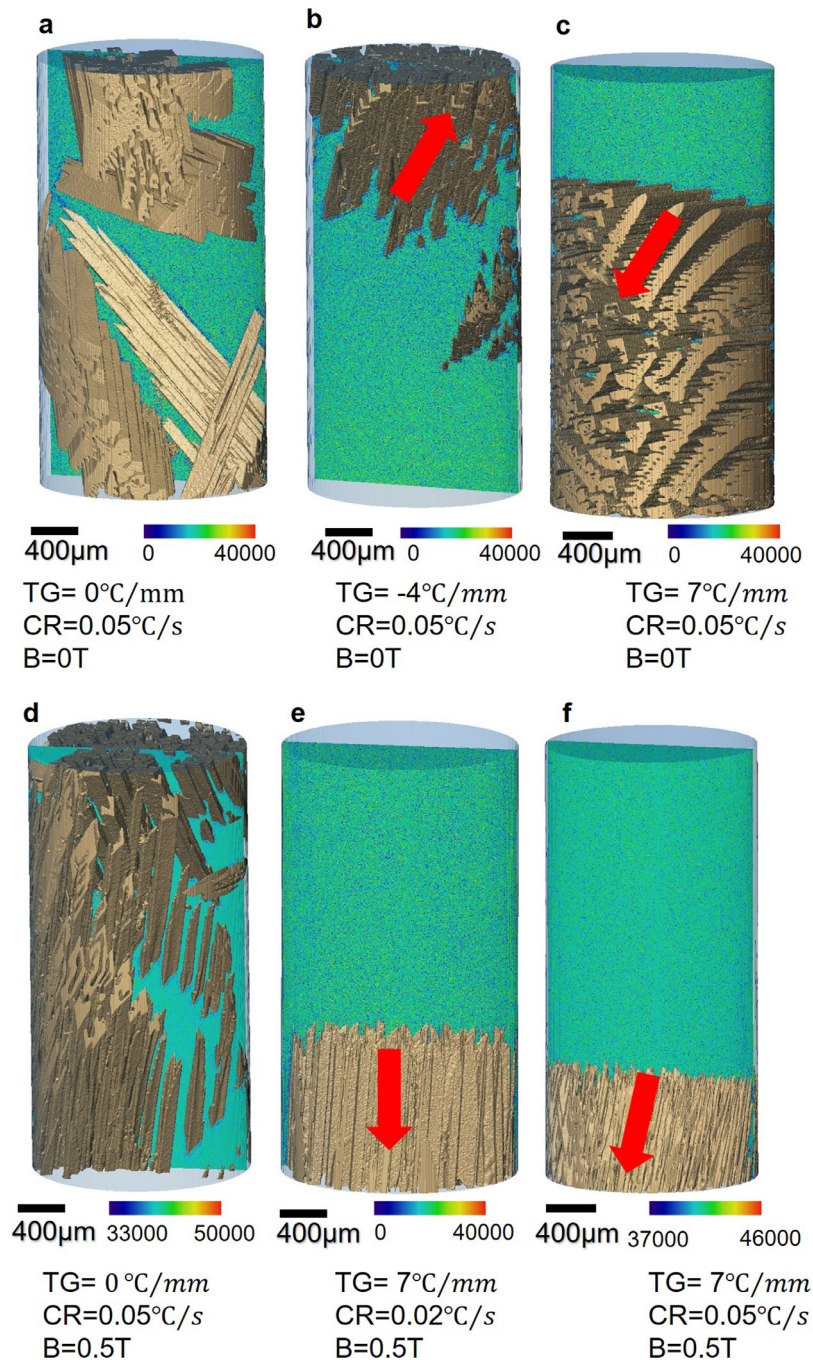 a
b
c
400μm
0 40000
400μm
0 40000
400μm
0 40000
TG= 0°C/mm
CR=0.05°C/s
B=0T
TG= -4°C/mm
CR=0.05°C/s
B=0T
TG= 7°C/mm
CR=0.05°C/s
B=0T
d
e
f
400μm
33000 50000
400μm
0 40000
400μm
37000 46000
TG= 0 °C/mm
CR=0.05°C/s
B=0.5T
TG= 7°C/mm
CR=0.02°C/s
B=0.5T
TG= 7°C/mm
CR=0.05°C/s
B=0.5T